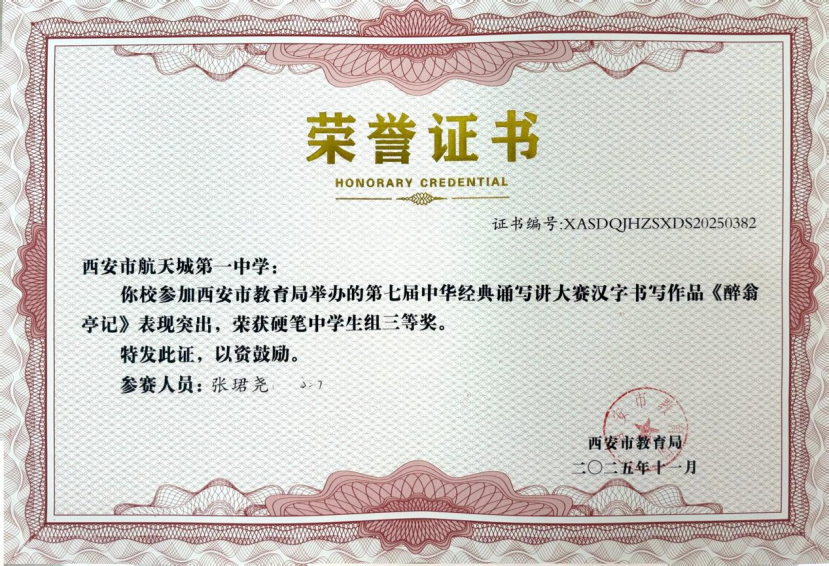 荣誉证书
HONORARY CREDENTIAL
证书编号:XASDQJHZSXDS20250382
西安市航天城第一中学：
你校参加西安市教育局举办的第七届中华经典诵写讲大赛汉字书写作品《醉翁
亭记》表现突出，荣获硬笔中学生组三等奖。
特发此证，以资鼓励。
参赛人员：张珺尧
西安市教育局
二〇二五年十一月